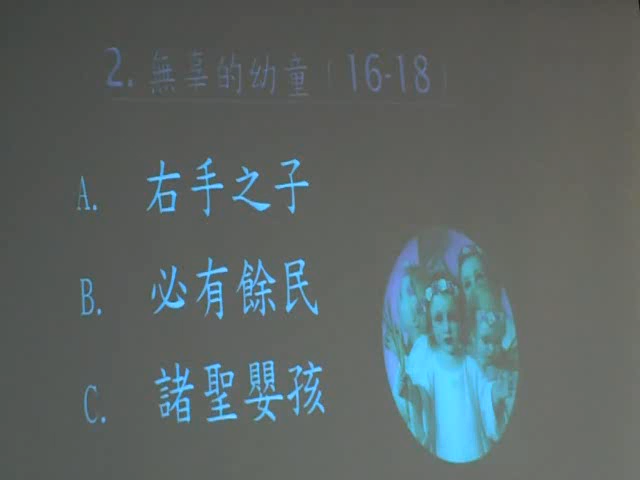 2. 無辜的幼童(16-18)
A. 右手之子
B. 必有餘民
C. 諸聖嬰孩